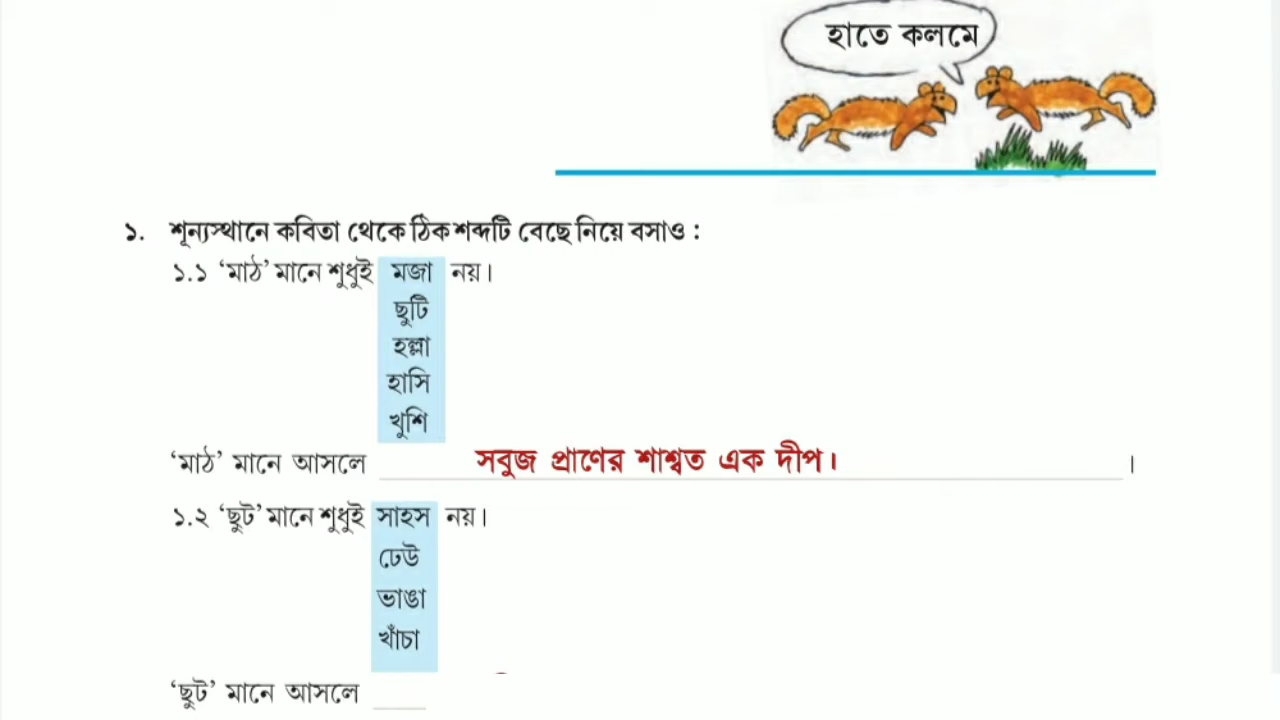 হাতে কলমে
১. শূন্যস্থানে কবিতা থেকে ঠিক শব্দটি বেছে নিয়ে বসাও :
১.১ ‘মাঠ’ মানে শুধুই মজা নয়।
ছুটি
হল্লা
হাসি
খুশি
‘মাঠ’ মানে আসলে সবুজ প্রাণের শাশ্বত এক দীপ। ।
১.২ ‘ছুট’ মানে শুধুই সাহস নয়।
ঢেউ
ভাঙা
খাঁচা
‘ছুট’ মানে আসলে